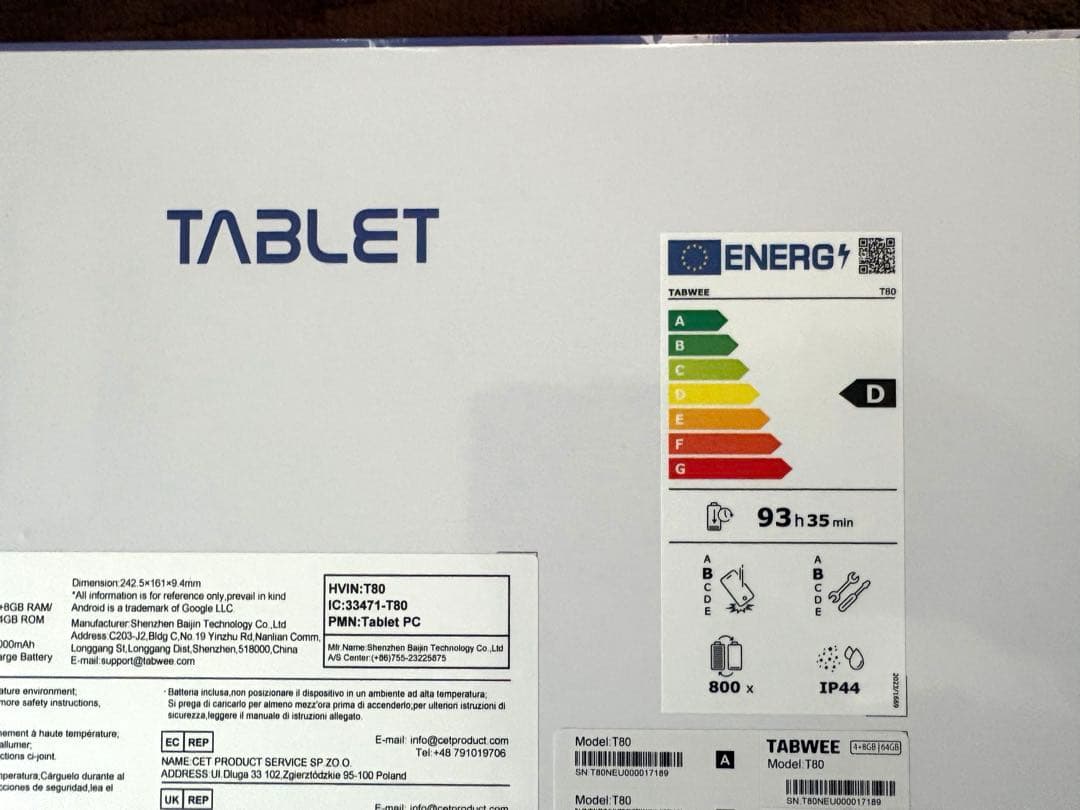 TABLET
ENERG
TABWEE T80
A
B
C
D
E
F
G
D
93 h 35 min
A
B
C
D
E
A
B
C
D
E
800 x
IP44
2023/1669
+8GB RAM/
4GB ROM
000mAh
arge Battery
Dimension:242.5×161×9.4mm
*All information is for reference only,prevail in kind
Android is a trademark of Google LLC
Manufacturer:Shenzhen Baijin Technology Co.,Ltd
Address:C203-J2,Bldg C,No.19 Yinzhu Rd,Nanlian Comm,
Longgang St,Longgang Dist,Shenzhen,518000,China
E-mail:support@tabwee.com
HVIN:T80
IC:33471-T80
PMN:Tablet PC
Mfr.Name:Shenzhen Baijin Technology Co.,Ltd
A/S Center:(+86)755-23225875
ature environment;
more safety instructions,
nement à haute température;
allumer;
ctions ci-joint.
mperatura,Cárguelo durante al
cciones de seguridad,lea el
· Batteria inclusa,non posizionare il dispositivo in un ambiente ad alta temperatura;
Si prega di caricarlo per almeno mezz'ora prima di accenderlo;per ulteriori istruzioni di
sicurezza,leggere il manuale di istruzioni allegato.
EC REP
E-mail: info@cetproduct.com
Tel:+48 791019706
NAME:CET PRODUCT SERVICE SP.ZO.O.
ADDRESS:Ul.Dluga 33 102,Zgierzłódzkie 95-100 Poland
UK REP
E-mail: info@cetproduct.com
Model:T80
SN T80NEU000017189
A
TABWEE 4+8GB|64GB
Model:T80
SN.T80NEU000017189
Model:T80